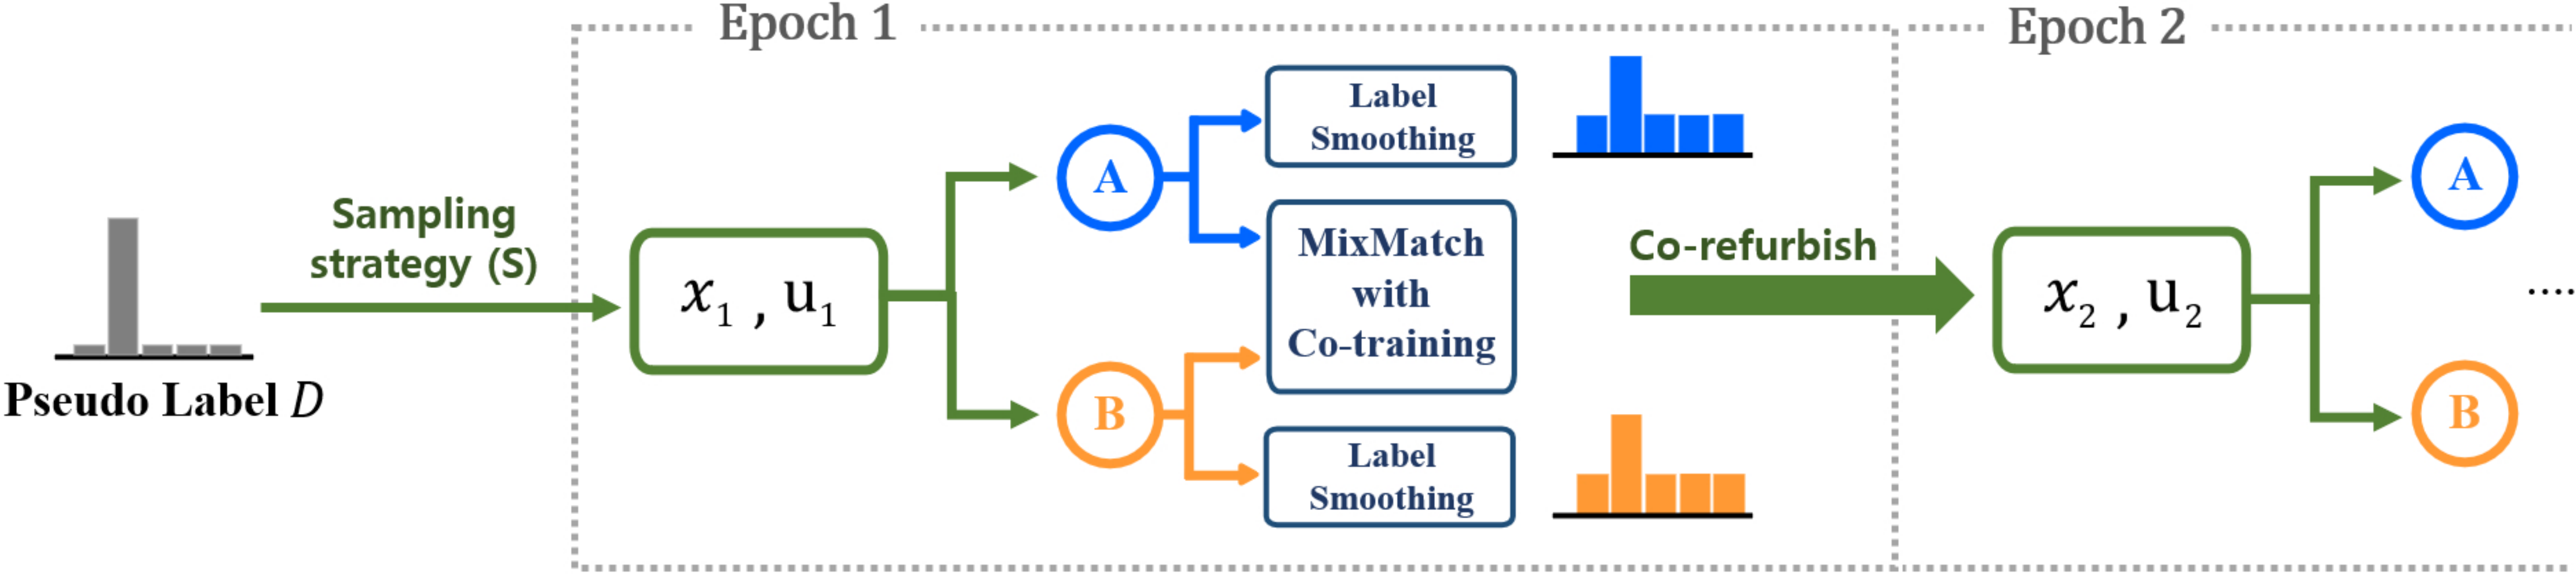 Epoch 1
Epoch 2
Label
Smoothing
A
A
Sampling
strategy (S)
MixMatch
with
Co-training
Co-refurbish
x₁ , u₁
x₂ , u₂
....
Pseudo Label D
B
B
Label
Smoothing